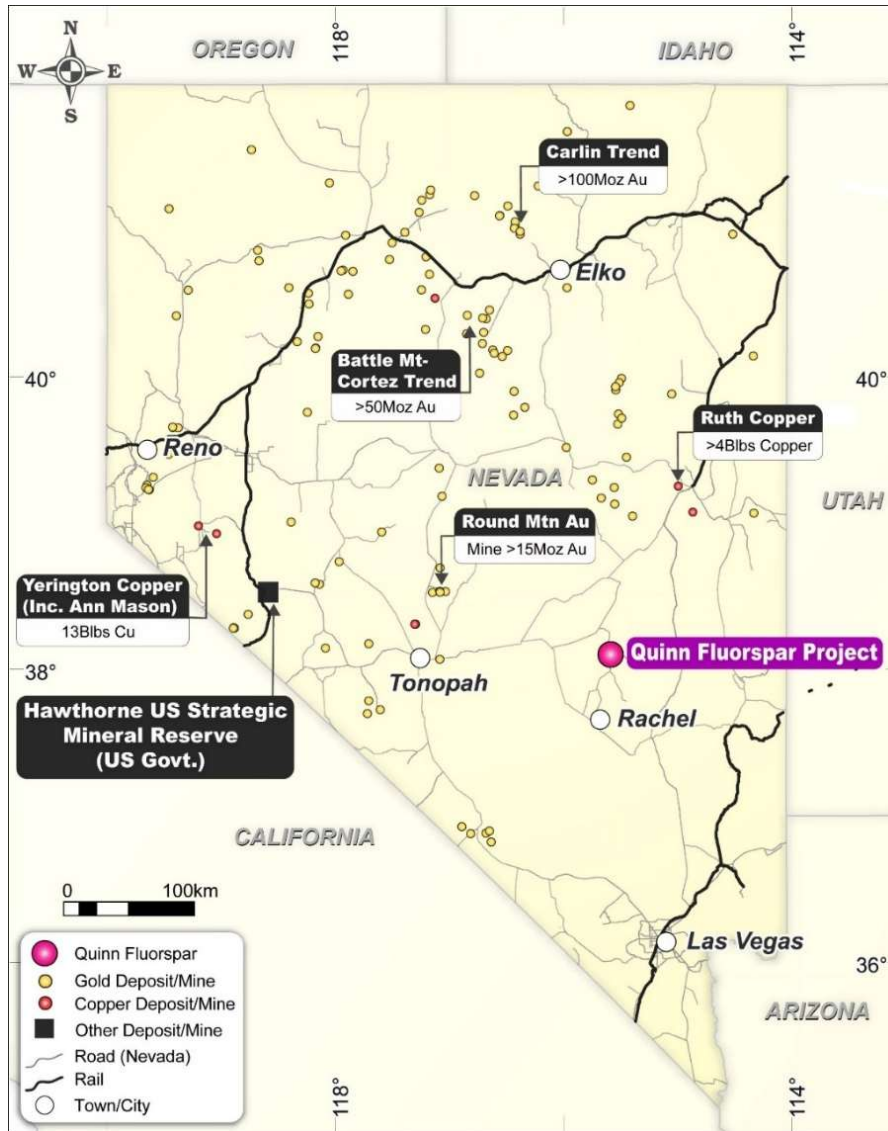 N
W E
S
OREGON
118°
IDAHO
114°
Carlin Trend
>100Moz Au
Elko
Battle Mt-
Cortez Trend
>50Moz Au
40°
40°
Reno
Ruth Copper
>4Blbs Copper
NEVADA
UTAH
Round Mtn Au
Mine >15Moz Au
Yerington Copper
(Inc. Ann Mason)
13Blbs Cu
Quinn Fluorspar Project
38°
Tonopah
Hawthorne US Strategic
Mineral Reserve
(US Govt.)
Rachel
CALIFORNIA
0 100km
Las Vegas
36°
ARIZONA
Quinn Fluorspar
Gold Deposit/Mine
Copper Deposit/Mine
Other Deposit/Mine
Road (Nevada)
Rail
Town/City
118°
114°